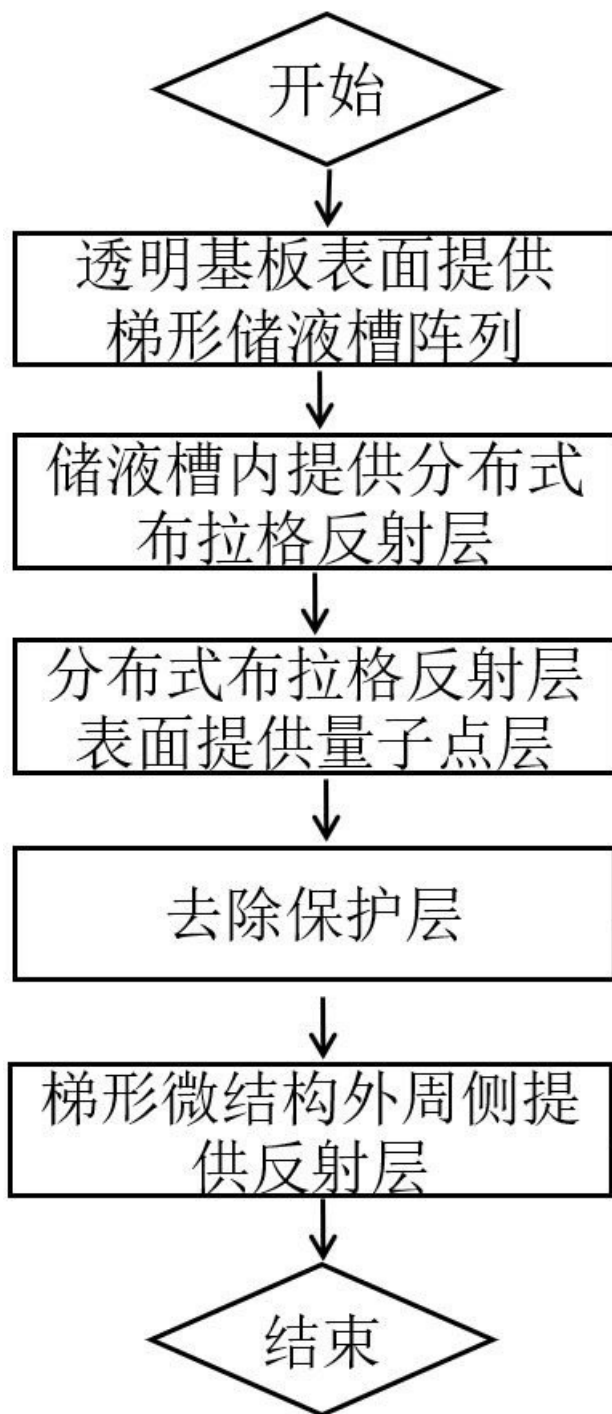 开始
透明基板表面提供
梯形储液槽阵列
储液槽内提供分布式
布拉格反射层
分布式布拉格反射层
表面提供量子点层
去除保护层
梯形微结构外周侧提
供反射层
结束